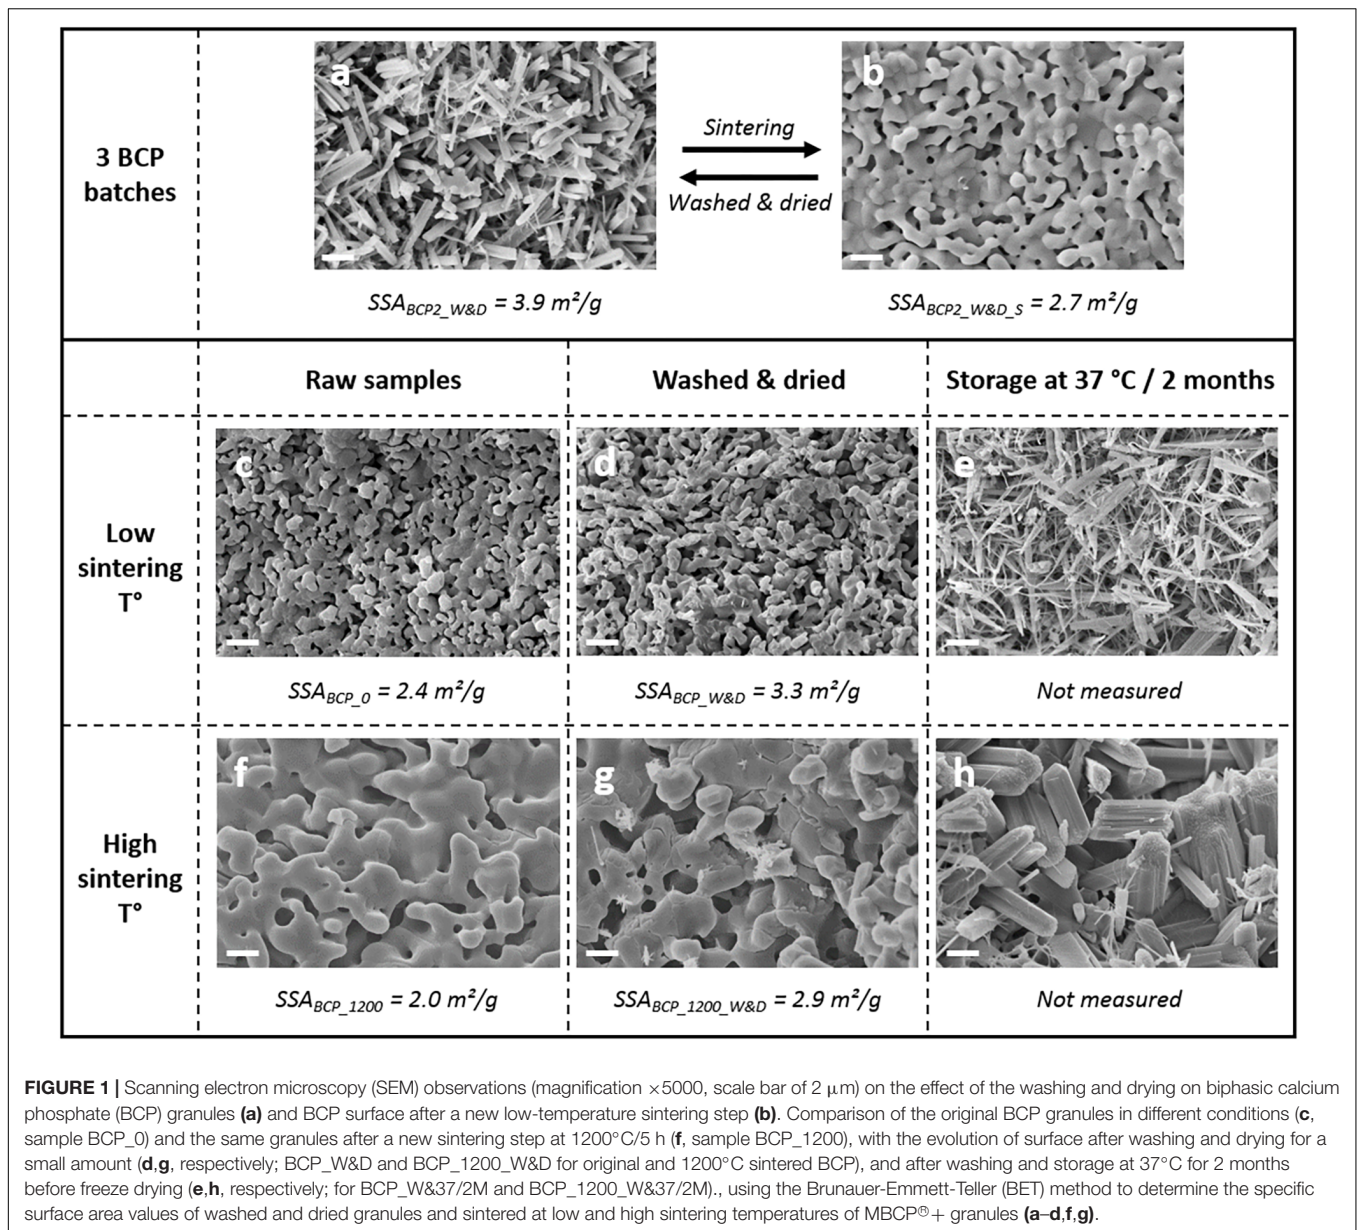 3 BCP
batches
a
b
Sintering
Washed & dried
SSA_BCP2_W&D = 3.9 m²/g
SSA_BCP2_W&D_S = 2.7 m²/g
Raw samples
Washed & dried
Storage at 37 °C / 2 months
Low
sintering
T°
c
d
e
SSA_BCP_0 = 2.4 m²/g
SSA_BCP_W&D = 3.3 m²/g
Not measured
High
sintering
T°
f
g
h
SSA_BCP_1200 = 2.0 m²/g
SSA_BCP_1200_W&D = 2.9 m²/g
Not measured
FIGURE 1 | Scanning electron microscopy (SEM) observations (magnification ×5000, scale bar of 2 μm) on the effect of the washing and drying on biphasic calcium
phosphate (BCP) granules (a) and BCP surface after a new low-temperature sintering step (b). Comparison of the original BCP granules in different conditions (c,
sample BCP_0) and the same granules after a new sintering step at 1200°C/5 h (f, sample BCP_1200), with the evolution of surface after washing and drying for a
small amount (d,g, respectively; BCP_W&D and BCP_1200_W&D for original and 1200°C sintered BCP), and after washing and storage at 37°C for 2 months
before freeze drying (e,h, respectively; for BCP_W&37/2M and BCP_1200_W&37/2M)., using the Brunauer-Emmett-Teller (BET) method to determine the specific
surface area values of washed and dried granules and sintered at low and high sintering temperatures of MBCP®+ granules (a–d,f,g).